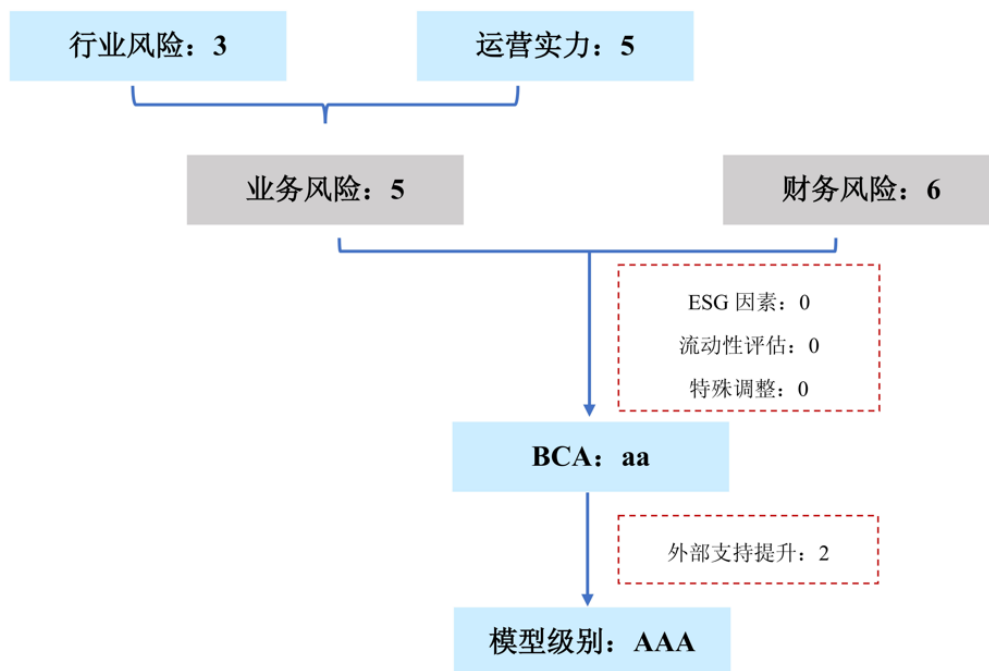 行业风险：3
运营实力：5
业务风险：5
财务风险：6
ESG 因素：0
流动性评估：0
特殊调整：0
BCA：aa
外部支持提升：2
模型级别：AAA